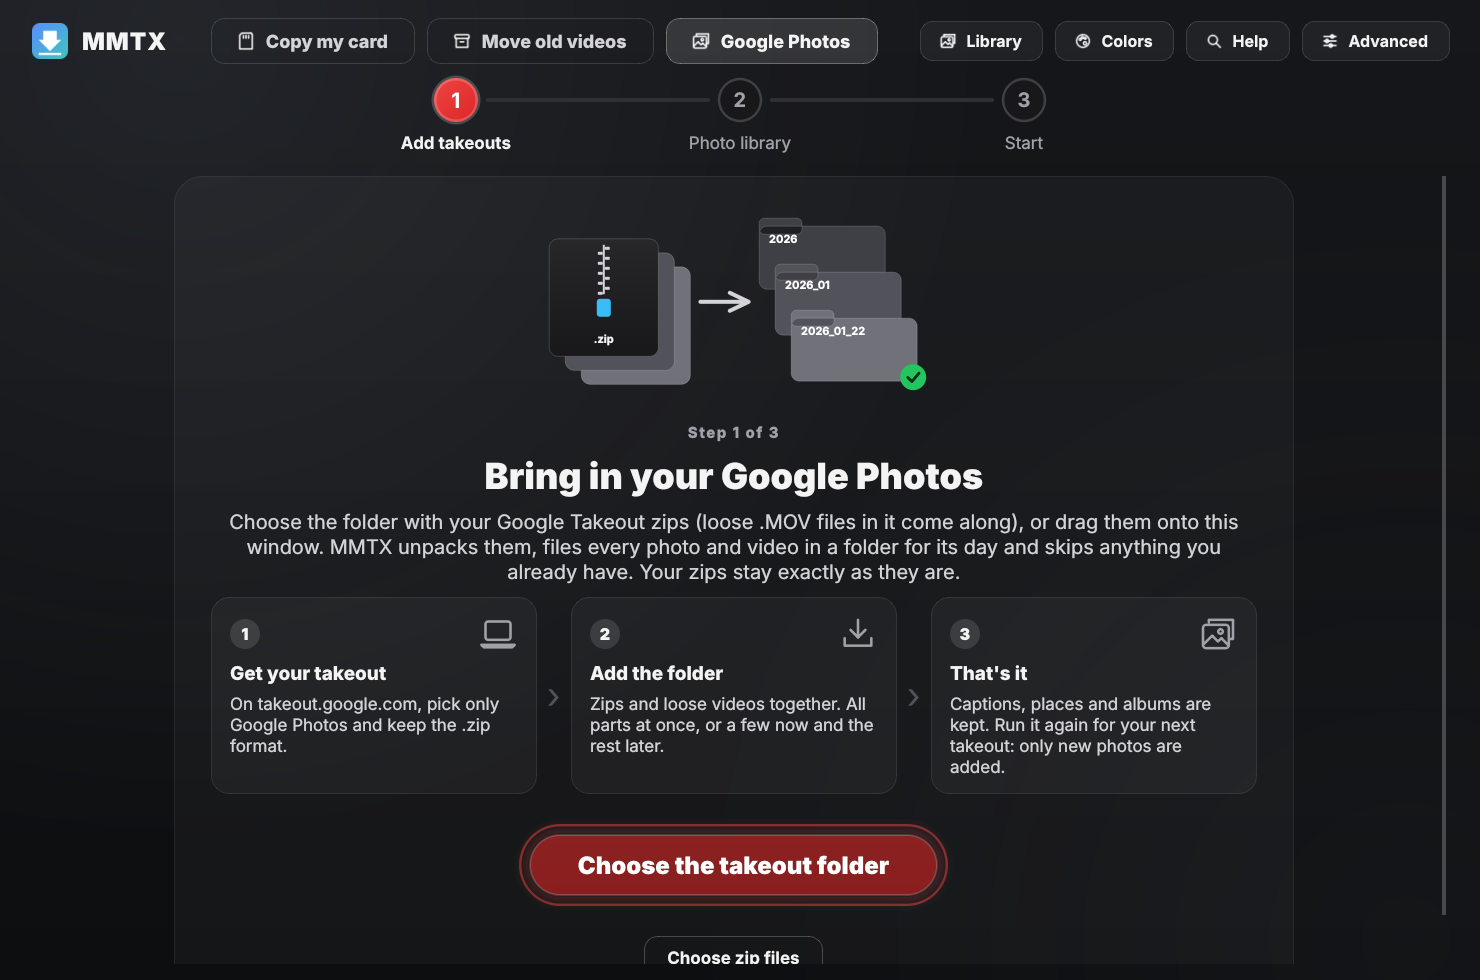 MMTX
Copy my card
Move old videos
Google Photos
Library
Colors
Help
Advanced
1
2
3
Add takeouts
Photo library
Start
.zip
2026
2026_01
2026_01_22
Step 1 of 3
Bring in your Google Photos
Choose the folder with your Google Takeout zips (loose .MOV files in it come along), or drag them onto this
window. MMTX unpacks them, files every photo and video in a folder for its day and skips anything you
already have. Your zips stay exactly as they are.
1
Get your takeout
On takeout.google.com, pick only
Google Photos and keep the .zip
format.
2
Add the folder
Zips and loose videos together. All
parts at once, or a few now and the
rest later.
3
That's it
Captions, places and albums are
kept. Run it again for your next
takeout: only new photos are
added.
Choose the takeout folder
Choose zip files